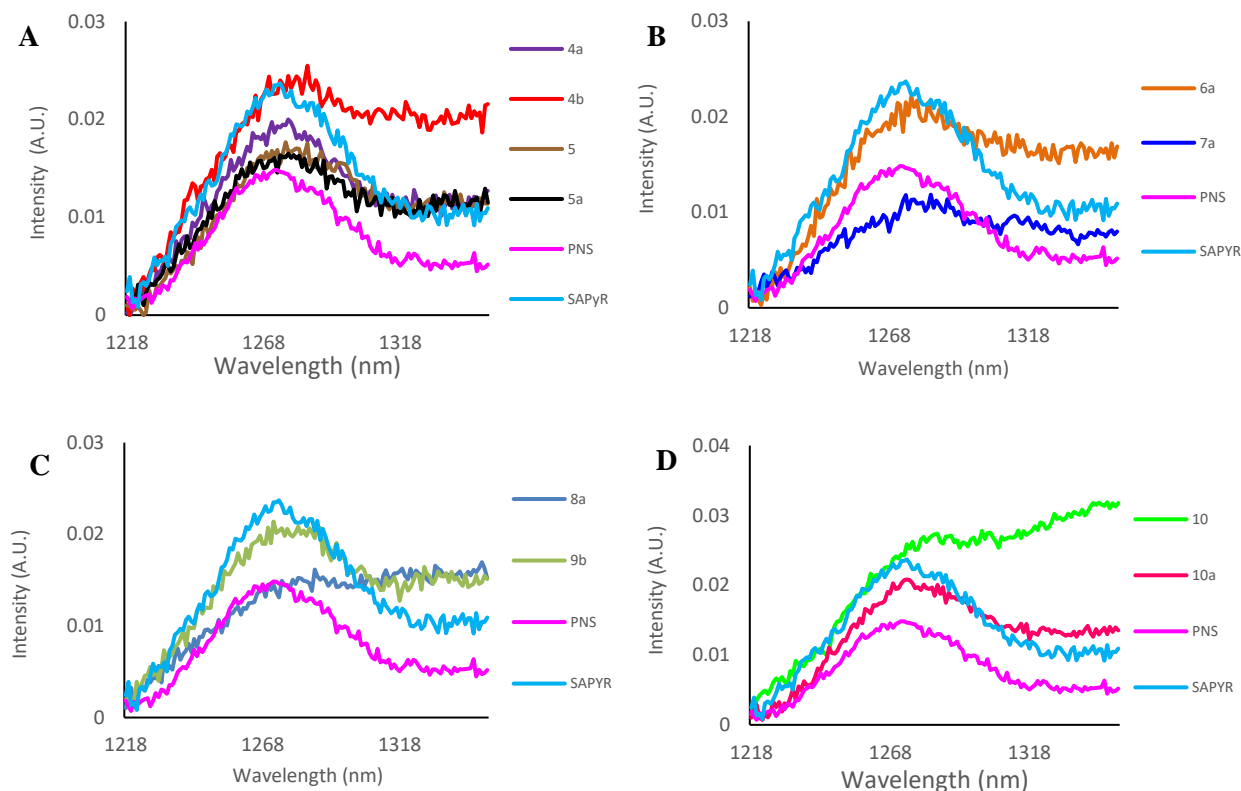 A
Intensity (A.U.)
0.03
0.02
0.01
0
1218
1268
1318
Wavelength (nm)
4a
4b
5
5a
PNS
SAPyR
B
Intensity (A.U.)
0.03
0.02
0.01
0
1218
1268
1318
Wavelength (nm)
6a
7a
PNS
SAPYR
C
Intensity (A.U.)
0.03
0.02
0.01
0
1218
1268
1318
Wavelength (nm)
8a
9b
PNS
SAPYR
D
Intensity (A.U.)
0.04
0.03
0.02
0.01
0
1218
1268
1318
Wavelength (nm)
10
10a
PNS
SAPYR